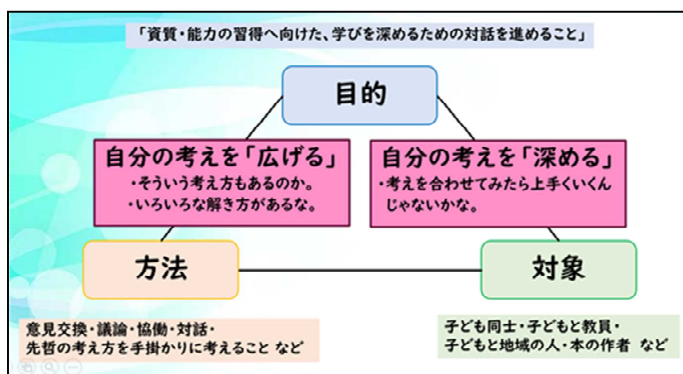 「資質・能力の習得へ向けた、学びを深めるための対話を進めること」
目的
自分の考えを「広げる」
・そういう考え方もあるのか。
・いろいろな解き方があるな。
自分の考えを「深める」
・考えを合わせてみたら上手くいくん
じゃないかな。
方法
対象
意見交換・議論・協働・対話・
先哲の考え方を手掛かりに考えること など
子ども同士・子どもと教員・
子どもと地域の人・本の作者 など